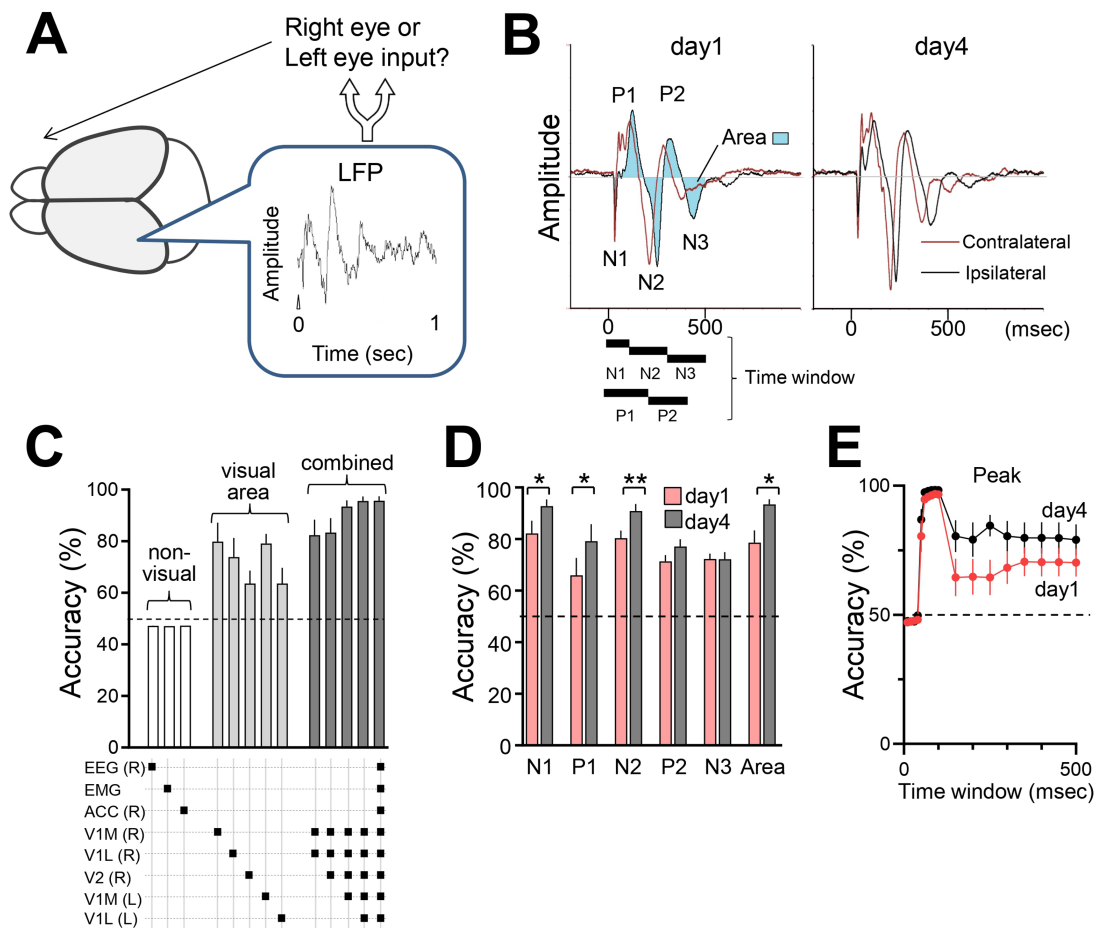 A
Right eye or
Left eye input?
LFP
Amplitude
0
1
Time (sec)
B
day1
day4
Amplitude
P1
P2
Area
N1
N2
N3
Contralateral
Ipsilateral
0
500
0
500
(msec)
N1
N2
N3
P1
P2
Time window
C
Accuracy (%)
100
80
60
40
20
0
non-
visual
visual
area
combined
EEG (R)
EMG
ACC (R)
V1M (R)
V1L (R)
V2 (R)
V1M (L)
V1L (L)
D
Accuracy (%)
100
80
60
40
20
0
*
*
**
*
day1
day4
N1
P1
N2
P2
N3
Area
E
Peak
Accuracy (%)
100
50
0
day4
day1
0
500
Time window (msec)